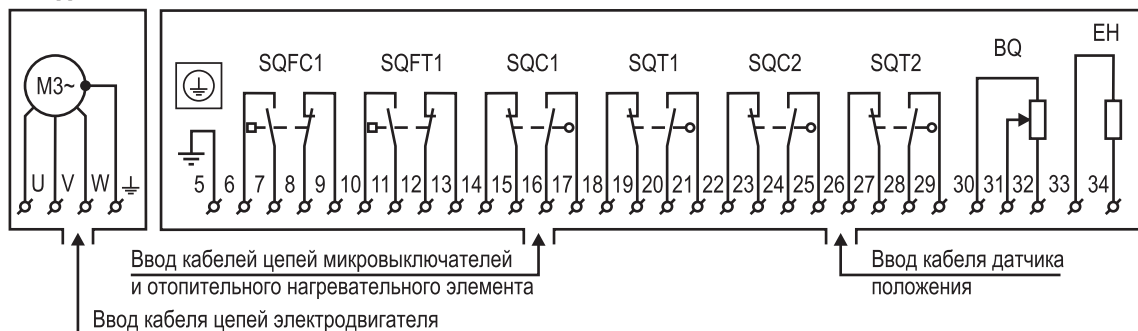 SQFC1 SQFT1 SQC1 SQT1 SQC2 SQT2 BQ EH
M3~
U V W 5 6 7 8 9 10 11 12 13 14 15 16 17 18 19 20 21 22 23 24 25 26 27 28 29 30 31 32 33 34
Ввод кабелей цепей микровыключателей
и отопительного нагревательного элемента
Ввод кабеля датчика
положения
Ввод кабеля цепей электродвигателя